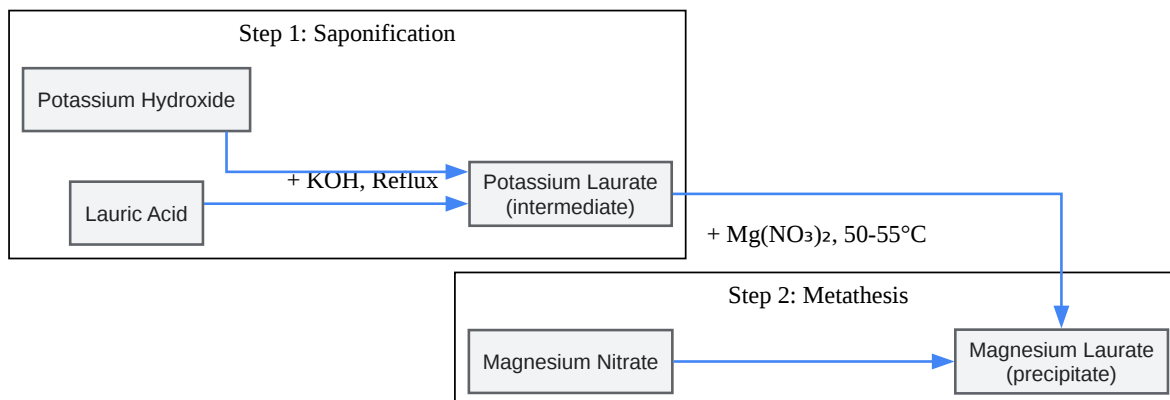 Step 1: Saponification
Potassium Hydroxide
+ KOH, Reflux
Lauric Acid
Potassium Laurate
(intermediate)
+ Mg(NO₃)₂, 50-55°C
Step 2: Metathesis
Magnesium Nitrate
Magnesium Laurate
(precipitate)